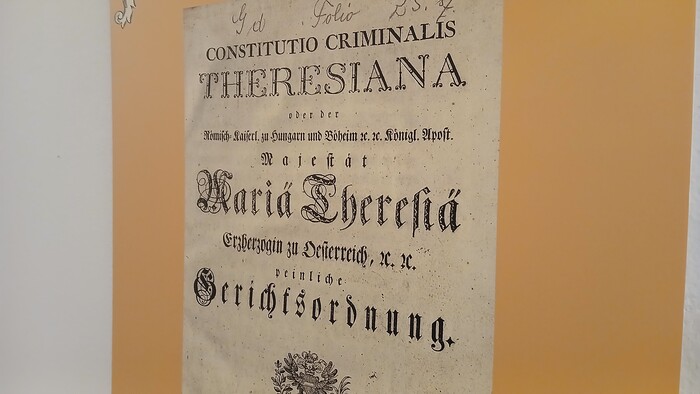 Folio
CONSTITUTIO CRIMINALIS
THERESIANA
oder der
Römisch-Kaiserl. zu Hungarn und Böheim ꝛc. ꝛc. Königl. Apost.
Majestät
Mariä Theresiä
Erzherzogin zu Oesterreich, ꝛc. ꝛc.
peinliche
Gerichtsordnung.